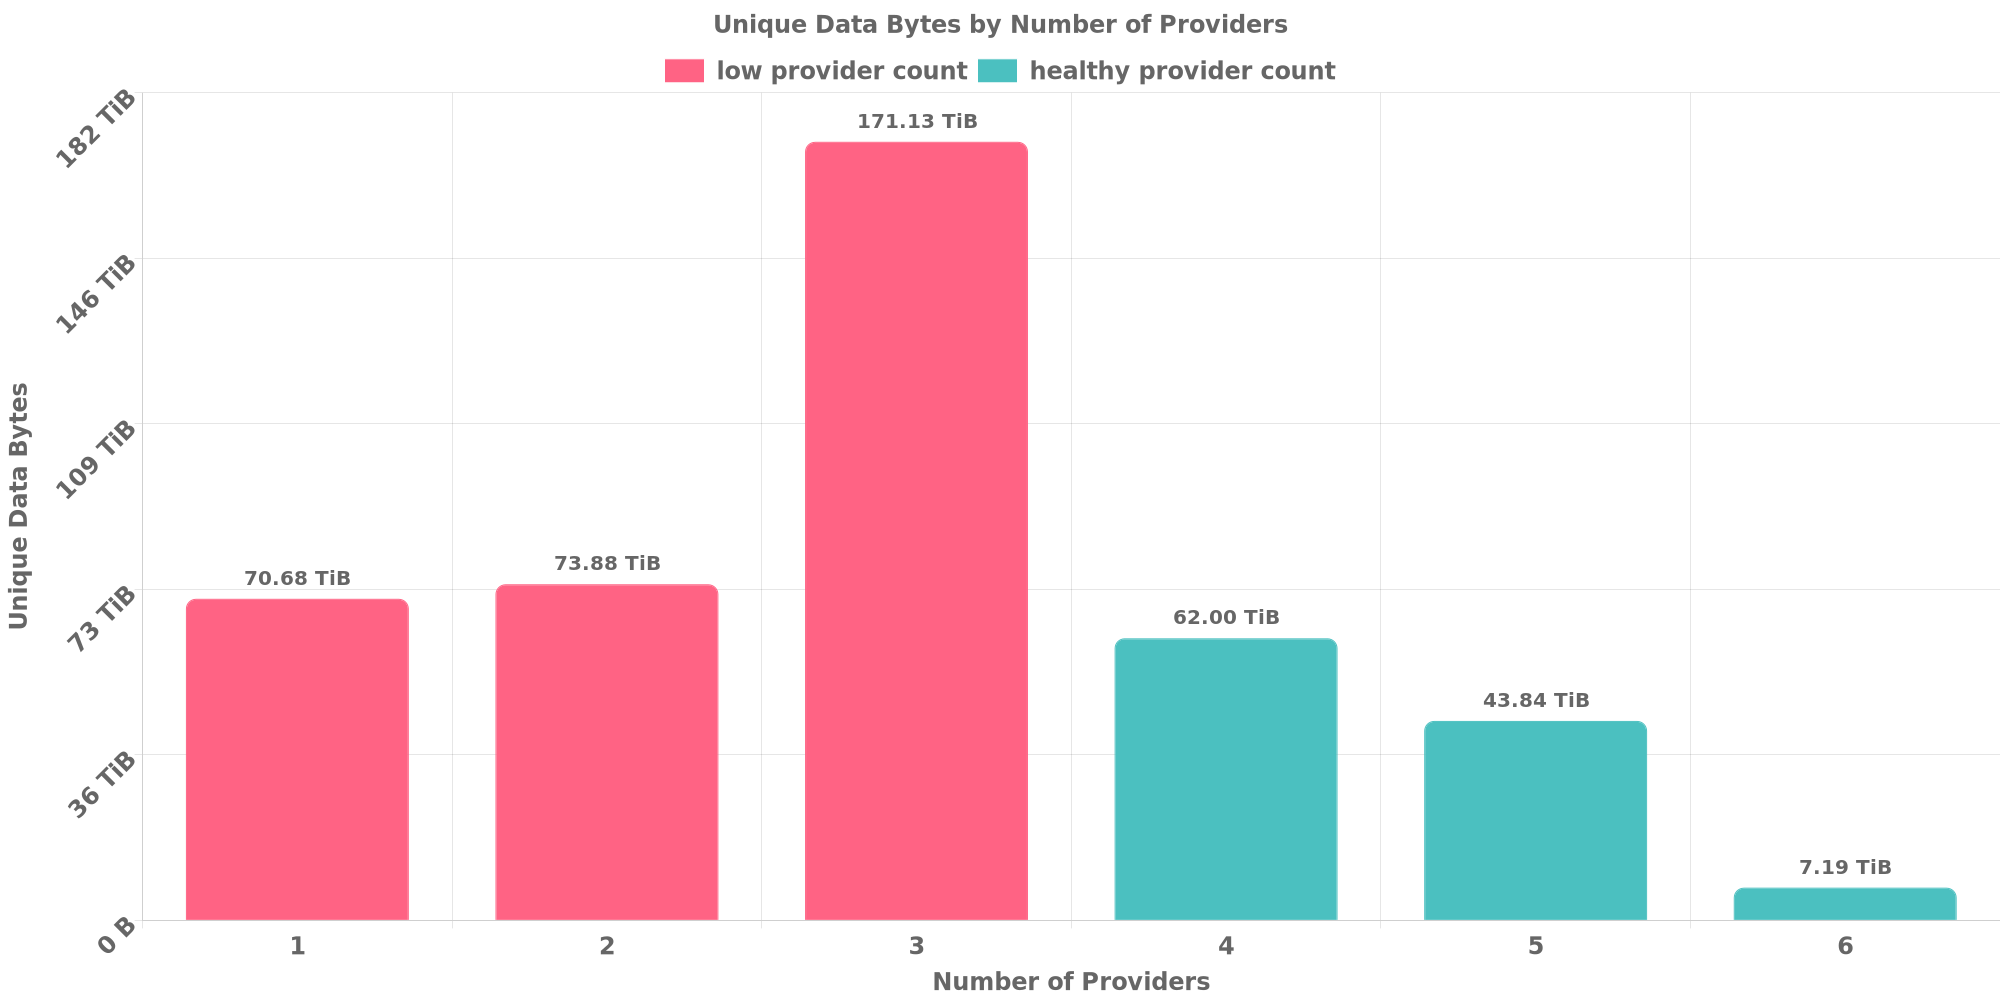 Unique Data Bytes by Number of Providers
low provider count
healthy provider count
182 TiB
146 TiB
109 TiB
73 TiB
36 TiB
0 B
Unique Data Bytes
70.68 TiB
73.88 TiB
171.13 TiB
62.00 TiB
43.84 TiB
7.19 TiB
1
2
3
4
5
6
Number of Providers